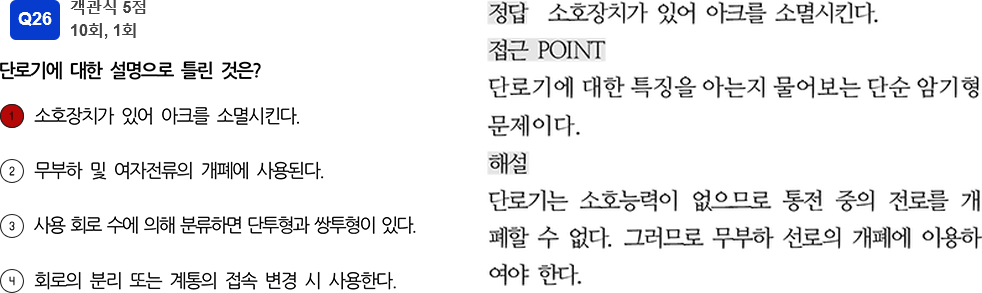 Q26
객관식 5점
10회, 1회
단로기에 대한 설명으로 틀린 것은?
1 소호장치가 있어 아크를 소멸시킨다.
2 무부하 및 여자전류의 개폐에 사용된다.
3 사용 회로 수에 의해 분류하면 단투형과 쌍투형이 있다.
4 회로의 분리 또는 계통의 접속 변경 시 사용한다.
정답 소호장치가 있어 아크를 소멸시킨다.
접근 POINT
단로기에 대한 특징을 아는지 물어보는 단순 암기형
문제이다.
해설
단로기는 소호능력이 없으므로 통전 중의 전로를 개
폐할 수 없다. 그러므로 무부하 선로의 개폐에 이용하
여야 한다.